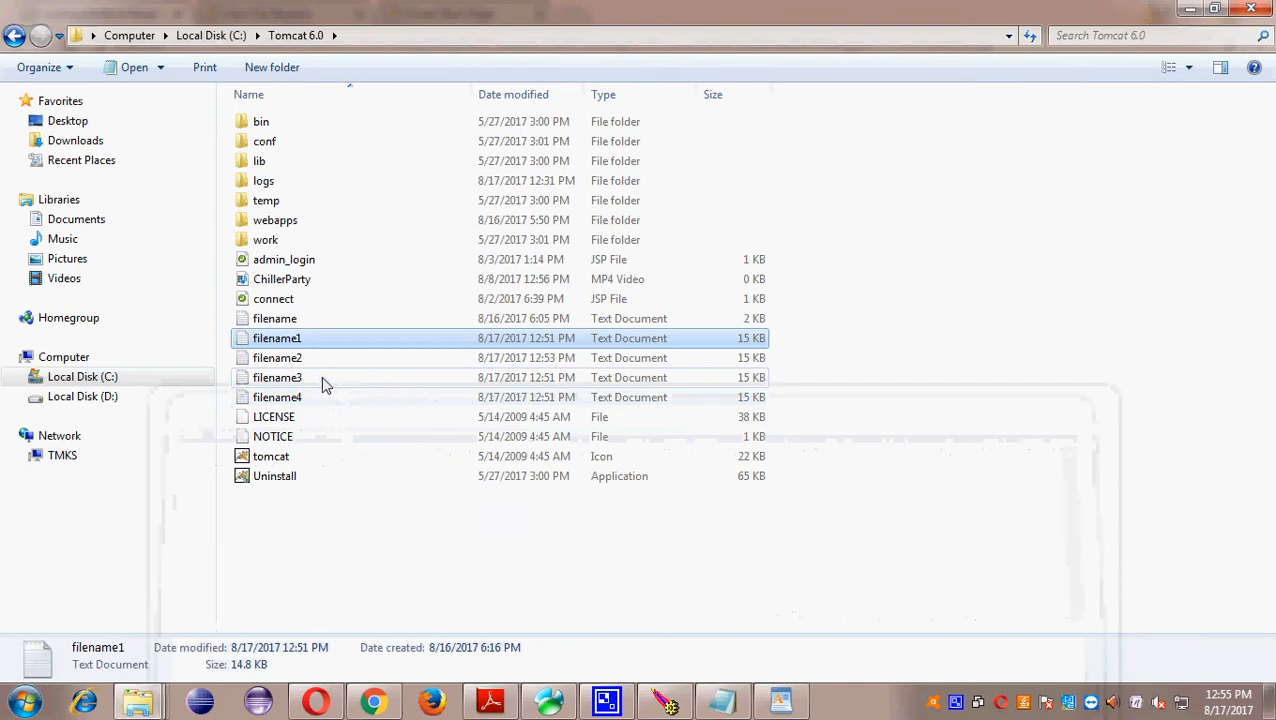 Computer Local Disk (C:) Tomcat 6.0 Search Tomcat 6.0
Organize Open Print New folder
Name Date modified Type Size
Favorites
Desktop
Downloads
Recent Places
Libraries
Documents
Music
Pictures
Videos
Homegroup
Computer
Local Disk (C:)
Local Disk (D:)
Network
TMKS
bin 5/27/2017 3:00 PM File folder
conf 5/27/2017 3:01 PM File folder
lib 5/27/2017 3:00 PM File folder
logs 8/17/2017 12:31 PM File folder
temp 5/27/2017 3:00 PM File folder
webapps 8/16/2017 5:50 PM File folder
work 5/27/2017 3:01 PM File folder
admin_login 8/3/2017 1:14 PM JSP File 1 KB
ChillerParty 8/8/2017 12:56 PM MP4 Video 0 KB
connect 8/2/2017 6:39 PM JSP File 1 KB
filename 8/16/2017 6:05 PM Text Document 2 KB
filename1 8/17/2017 12:51 PM Text Document 15 KB
filename2 8/17/2017 12:53 PM Text Document 15 KB
filename3 8/17/2017 12:51 PM Text Document 15 KB
filename4 8/17/2017 12:51 PM Text Document 15 KB
LICENSE 5/14/2009 4:45 AM File 38 KB
NOTICE 5/14/2009 4:45 AM File 1 KB
tomcat 5/14/2009 4:45 AM Icon 22 KB
Uninstall 5/27/2017 3:00 PM Application 65 KB
filename1 Date modified: 8/17/2017 12:51 PM Date created: 8/16/2017 6:16 PM
Text Document Size: 14.8 KB
12:55 PM
8/17/2017